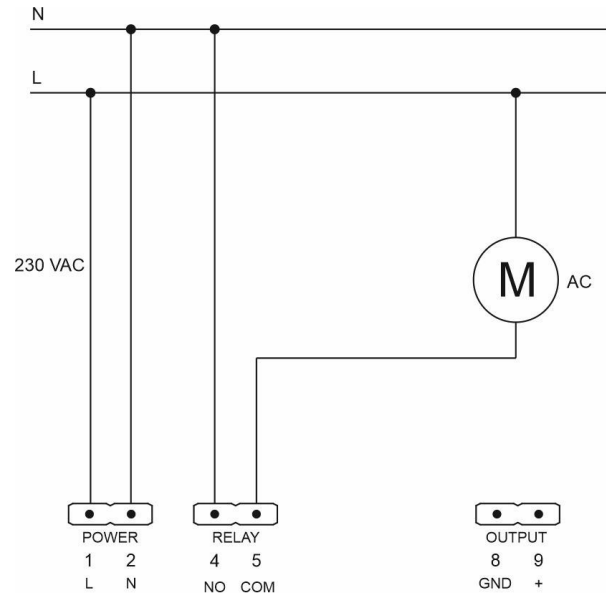 N
L
230 VAC
M
AC
POWER
RELAY
OUTPUT
1 2
4 5
8 9
L N
NO COM
GND +